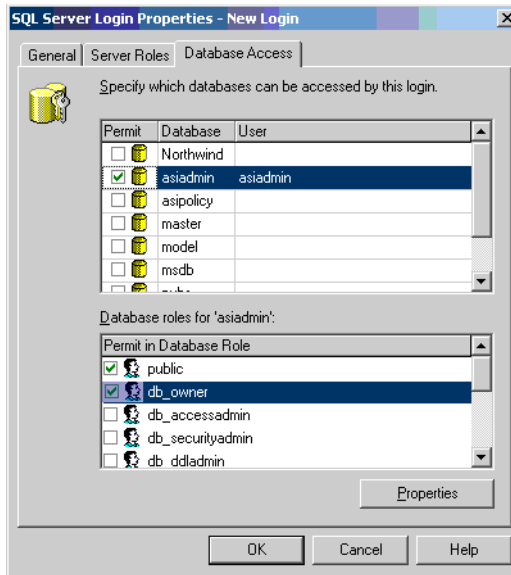 SQL Server Login Properties - New Login
General Server Roles Database Access
Specify which databases can be accessed by this login.
Permit Database User
Northwind
asiadmin asiadmin
asipolicy
master
model
msdb
Database roles for 'asiadmin':
Permit in Database Role
public
db_owner
db_accessadmin
db_securityadmin
db_ddladmin
Properties
OK Cancel Help